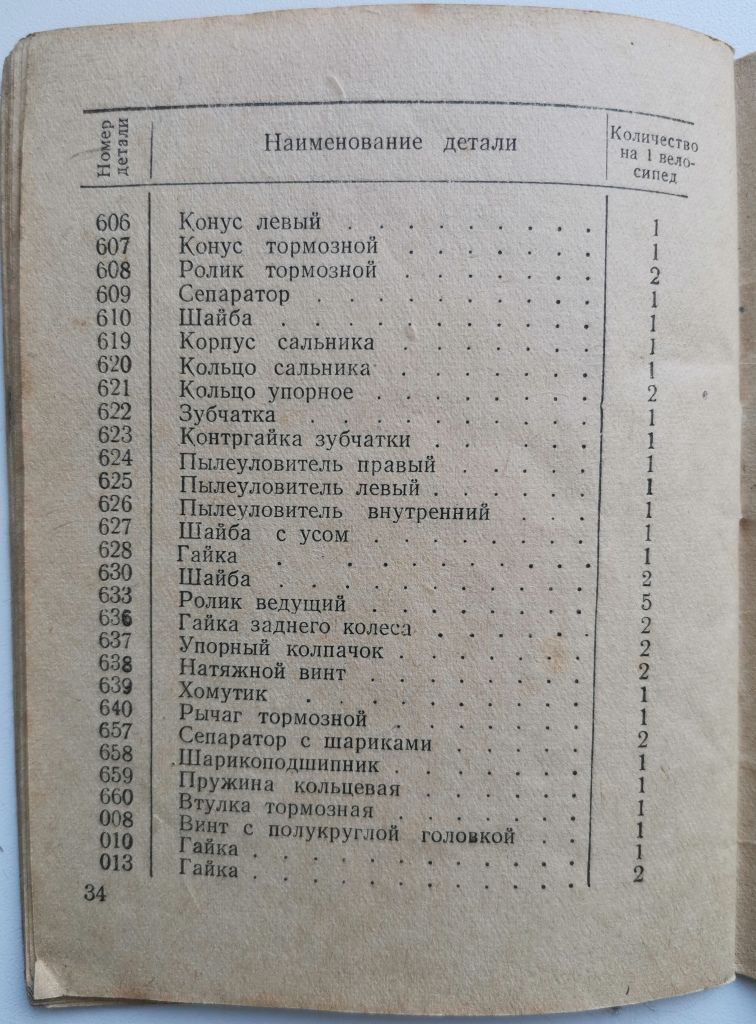 Номер детали
Наименование детали
Количество на 1 вело-
сипед
606 Конус левый . . . . . . . . 1
607 Конус тормозной . . . . . . 1
608 Ролик тормозной . . . . . . 2
609 Сепаратор . . . . . . . . . 1
610 Шайба . . . . . . . . . . . 1
619 Корпус сальника . . . . . . 1
620 Кольцо сальника . . . . . . 1
621 Кольцо упорное . . . . . . . 2
622 Зубчатка . . . . . . . . . 1
623 Контргайка зубчатки . . . . . 1
624 Пылеуловитель правый . . . . . 1
625 Пылеуловитель левый . . . . . . 1
626 Пылеуловитель внутренний . . . 1
627 Шайба с усом . . . . . . . . 1
628 Гайка . . . . . . . . . . 1
630 Шайба . . . . . . . . . . . 2
633 Ролик ведущий . . . . . . . 5
636 Гайка заднего колеса . . . . . 2
637 Упорный колпачок . . . . . . . 2
638 Натяжной винт . . . . . . . 2
639 Хомутик . . . . . . . . . . 1
640 Рычаг тормозной . . . . . . . 1
657 Сепаратор с шариками . . . . . 2
658 Шарикоподшипник . . . . . . . 1
659 Пружина кольцевая . . . . . . 1
660 Втулка тормозная . . . . . . . 1
008 Винт с полукруглой головкой . . 1
010 Гайка . . . . . . . . . . . 1
013 Гайка . . . . . . . . . . . 2
34